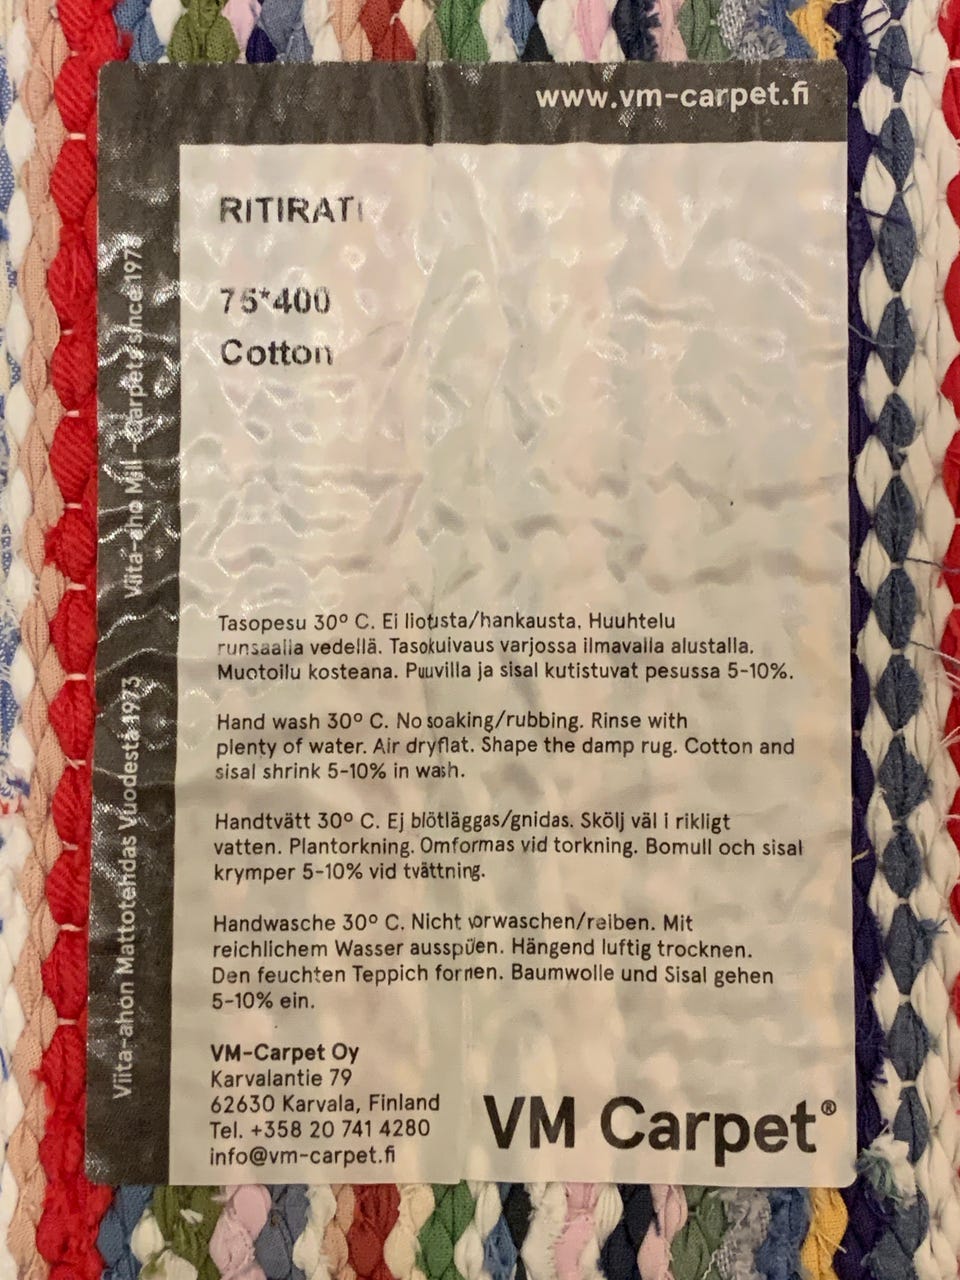 www.vm-carpet.fi
RITIRATI
75*400
Cotton
Viita-aho Mill - carpets since 1973
Viita-ahon Mattotehdas Vuodesta 1973
Tasopesu 30º C. Ei liotusta/hankausta. Huuhtelu
runsaalla vedellä. Tasokuivaus varjossa ilmavalla alustalla.
Muotoilu kosteana. Puuvilla ja sisal kutistuvat pesussa 5-10%.
Hand wash 30º C. No soaking/rubbing. Rinse with
plenty of water. Air dryflat. Shape the damp rug. Cotton and
sisal shrink 5-10% in wash.
Handtvätt 30º C. Ej blötläggas/gnidas. Skölj väl i rikligt
vatten. Plantorkning. Omformas vid torkning. Bomull och sisal
krymper 5-10% vid tvättning.
Handwasche 30º C. Nicht vorwaschen/reiben. Mit
reichlichem Wasser ausspülen. Hängend luftig trocknen.
Den feuchten Teppich formen. Baumwolle und Sisal gehen
5-10% ein.
VM-Carpet Oy
Karvalantie 79
62630 Karvala, Finland
Tel. +358 20 741 4280
info@vm-carpet.fi
VM Carpet®